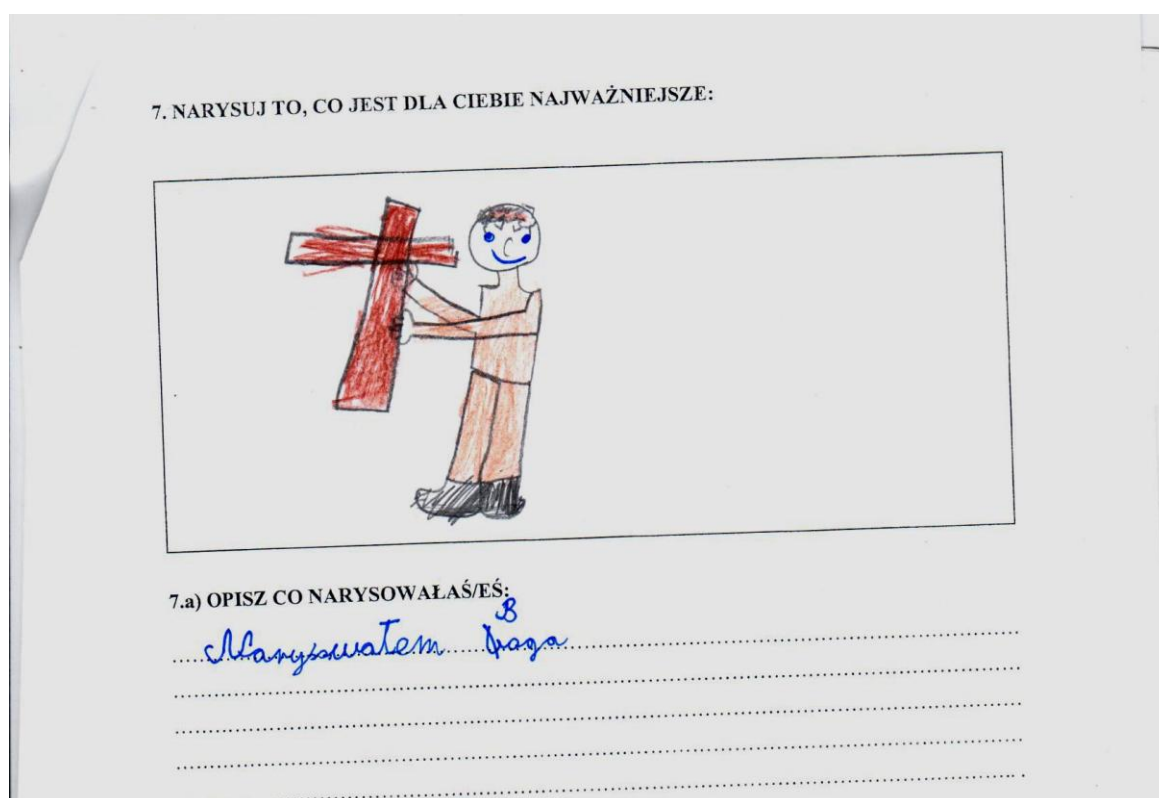 7. NARYSUJ TO, CO JEST DLA CIEBIE NAJWAŻNIEJSZE:
7.a) OPISZ CO NARYSOWAŁAŚ/EŚ:
Narysowałem Boga